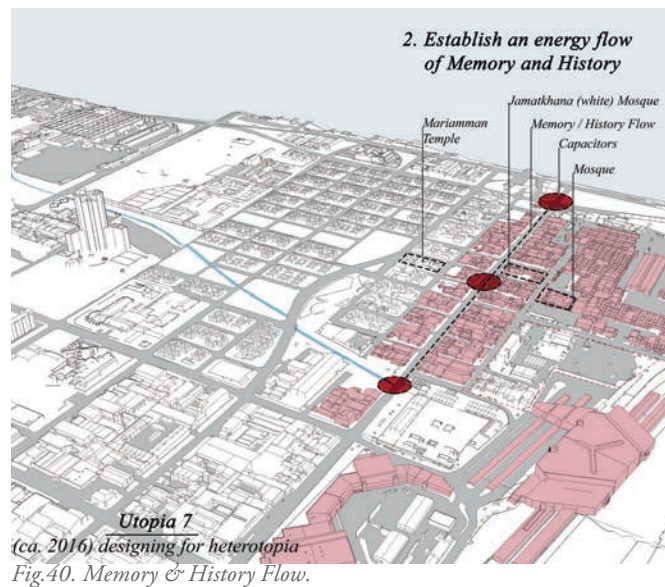 2. Establish an energy flow
of Memory and History
Jamatkhana (white) Mosque
Mariamman
Temple
Memory / History Flow
Capacitors
Mosque
Utopia 7
(ca. 2016) designing for heterotopia
Fig.40. Memory & History Flow.